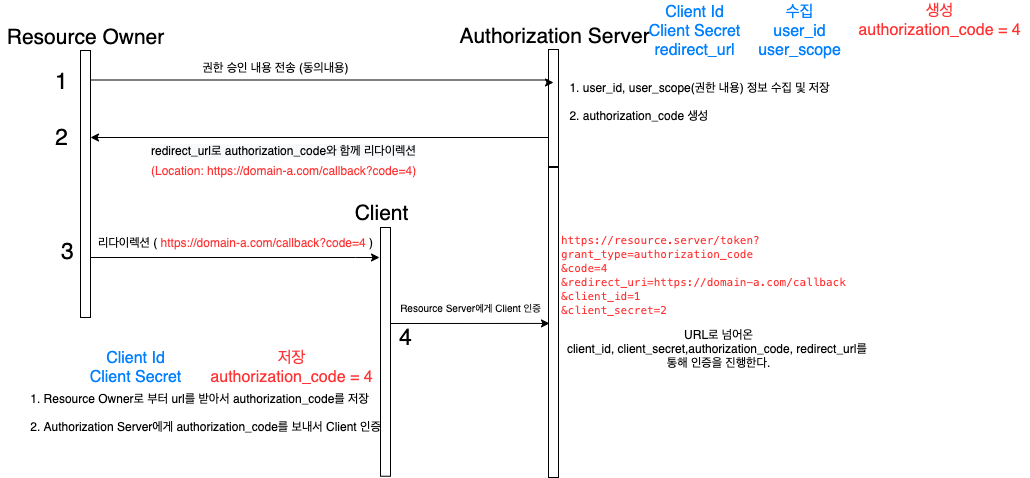 Client Id
수집
생성
Resource Owner
Authorization Server
Client Secret
user_id
authorization_code = 4
redirect_url
user_scope
1
권한 승인 내용 전송 (동의내용)
1. user_id, user_scope(권한 내용) 정보 수집 및 저장
2. authorization_code 생성
2
redirect_url로 authorization_code와 함께 리다이렉션
(Location: https://domain-a.com/callback?code=4)
Client
3
리다이렉션 ( https://domain-a.com/callback?code=4 )
https://resource.server/token?
grant_type=authorization_code
&code=4
&redirect_uri=https://domain-a.com/callback
&client_id=1
&client_secret=2
Resource Server에게 Client 인증
4
URL로 넘어온
client_id, client_secret,authorization_code, redirect_url를
통해 인증을 진행한다.
Client Id
저장
Client Secret
authorization_code = 4
1. Resource Owner로 부터 url를 받아서 authorization_code를 저장
2. Authorization Server에게 authorization_code를 보내서 Client 인증